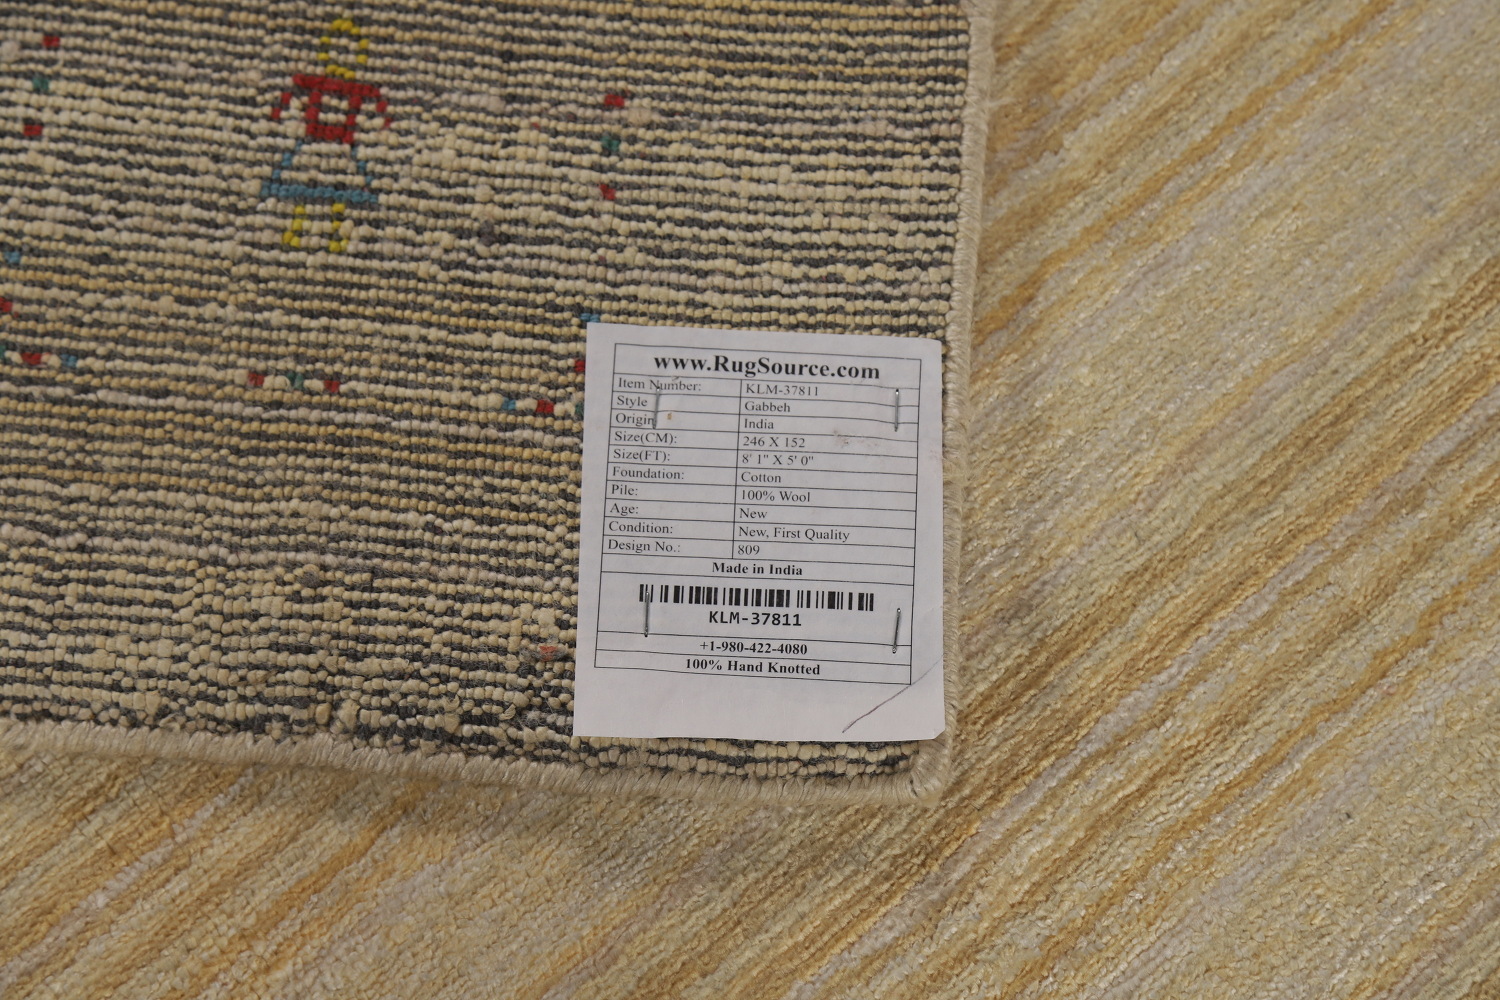 www.RugSource.com
Item Number: KLM-37811
Style Gabbeh
Origin India
Size(CM): 246 X 152
Size(FT): 8' 1" X 5' 0"
Foundation: Cotton
Pile: 100% Wool
Age: New
Condition: New, First Quality
Design No.: 809
Made in India
KLM-37811
+1-980-422-4080
100% Hand Knotted